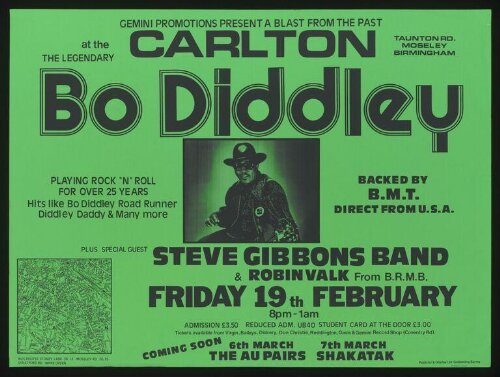 GEMINI PROMOTIONS PRESENT A BLAST FROM THE PAST
at the
CARLTON
TAUNTON RD.
MOSELEY
BIRMINGHAM
THE LEGENDARY
Bo Diddley
PLAYING ROCK "N" ROLL
FOR OVER 25 YEARS
Hits like Bo Diddley Road Runner
Diddley Daddy & Many more
BACKED BY
B.M.T.
DIRECT FROM U.S.A.
PLUS SPECIAL GUEST
STEVE GIBBONS BAND
& ROBIN VALK From B.R.M.B.
FRIDAY 19th FEBRUARY
8pm-1am
ADMISSION £3.50 REDUCED ADM. UB40 STUDENT CARD AT THE DOOR £3.00
Tickets available from Virgin,
COMING SOON
6th MARCH
THE AU PAIRS
7th MARCH
SHAKATAK